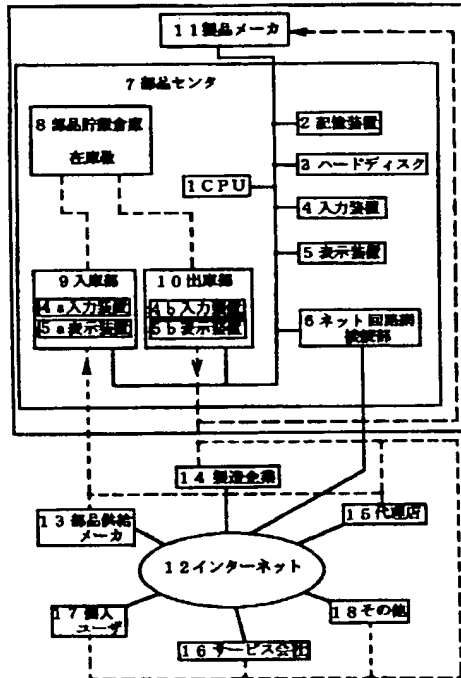 11製品メーカ
7部品センタ
8部品貯蔵倉庫
在庫数
2記憶装置
3ハードディスク
1CPU
4入力装置
5表示装置
9入庫部
4a入力装置
5a表示装置
10出庫部
4b入力装置
5b表示装置
6ネット回路網
接続部
14製造企業
13部品供給
メーカ
15代理店
12インターネット
17個人
ユーザ
18その他
16サービス会社